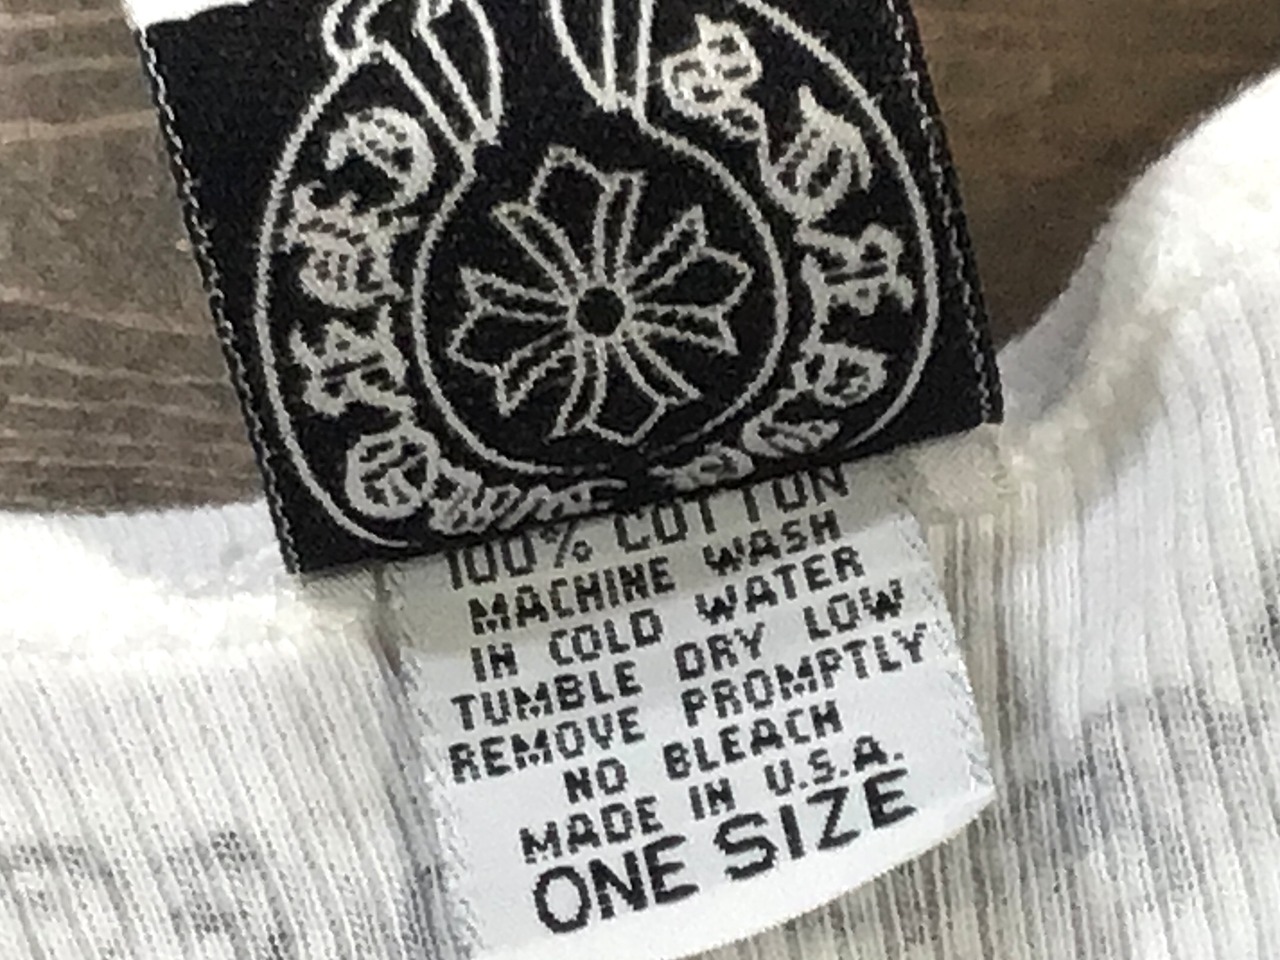 100% COTTON
MACHINE WASH
IN COLD WATER
TUMBLE DRY LOW
REMOVE PROMPTLY
NO BLEACH
MADE IN U.S.A.
ONE SIZE